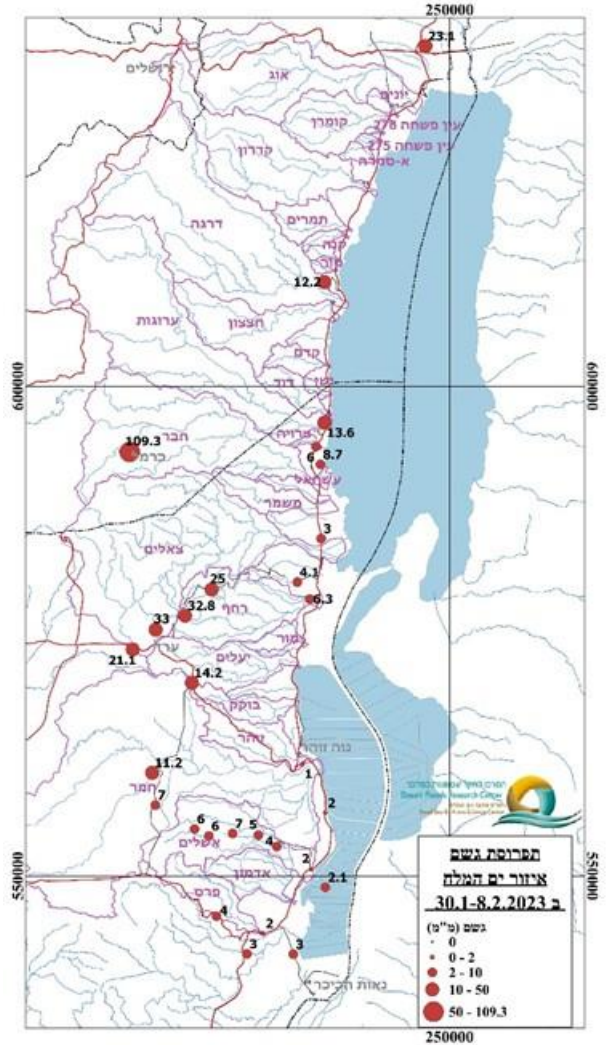 250000
23.1
ירושלים
אוג
יונים
קומרן
עין פשחה 278
עין פשחה 275
א-סמרה
קדרון
תמרים
דרגה
קנה
12.2
חצצון
ערוגות
קדם
ישי
דוד
600000
600000
13.6
חבר
109.3
כרמל
6
8.7
משמר
3
צאלים
25
4.1
32.8
רחף
6.3
33
ערד
21.1
יעלים
14.2
בוקק
זוהר
נוה זוהר
1
11.2
חמר
7
2
6
6
7
5
4
אשלים
2
אדמון
2.1
550000
550000
פרס
4
2
3
3
נאות הכיכר
תפרוסת גשם
איזור ים המלח
ב 30.1-8.2.2023
גשם (מ"מ)
0
0 - 2
2 - 10
10 - 50
50 - 109.3
250000